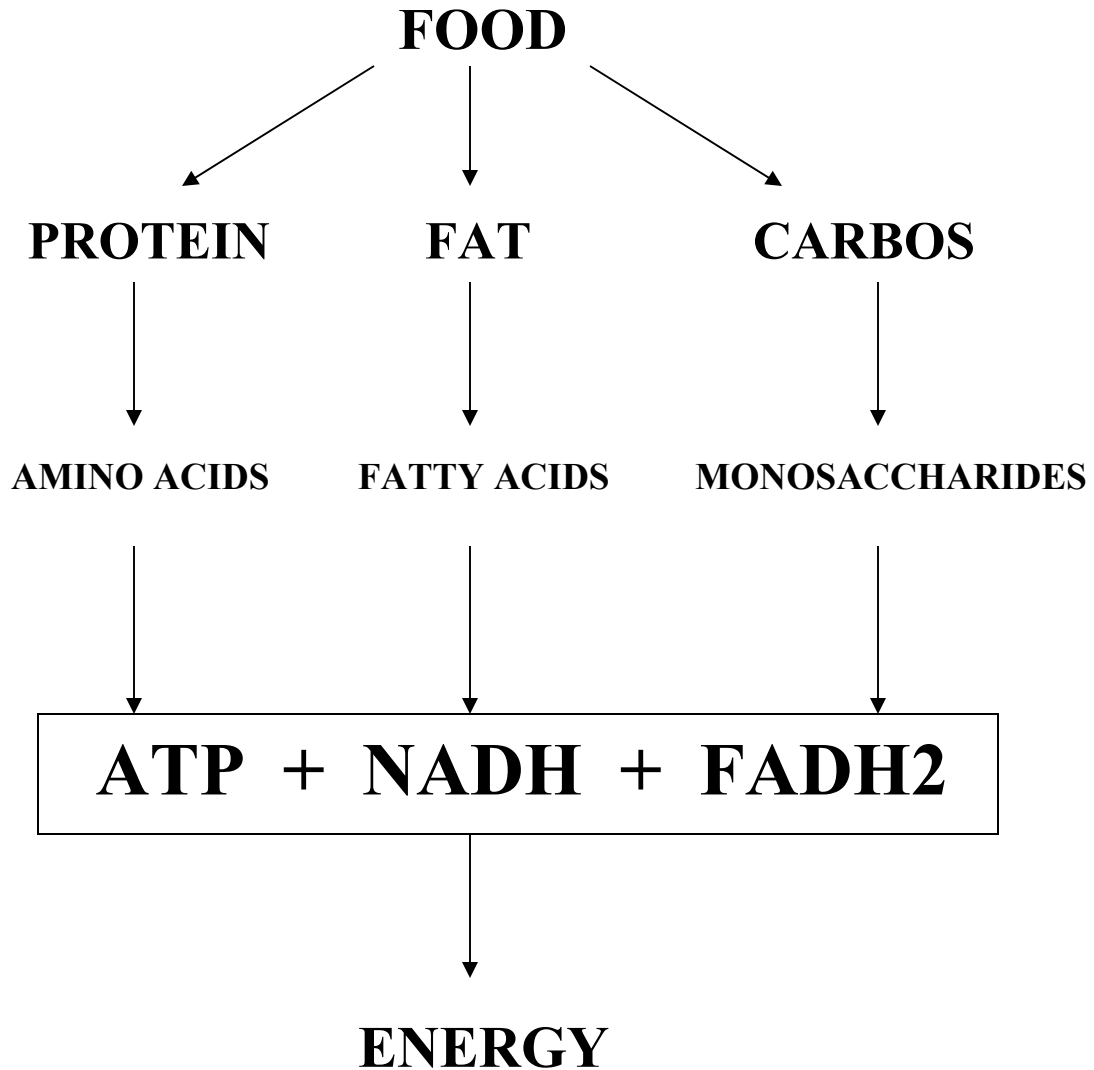 FOOD
PROTEIN FAT CARBOS
AMINO ACIDS FATTY ACIDS MONOSACCHARIDES
ATP + NADH + FADH2
ENERGY